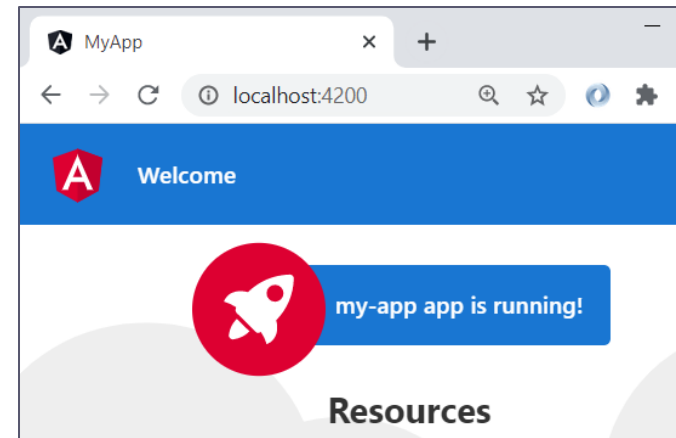 MyApp
localhost:4200
Welcome
my-app app is running!
Resources